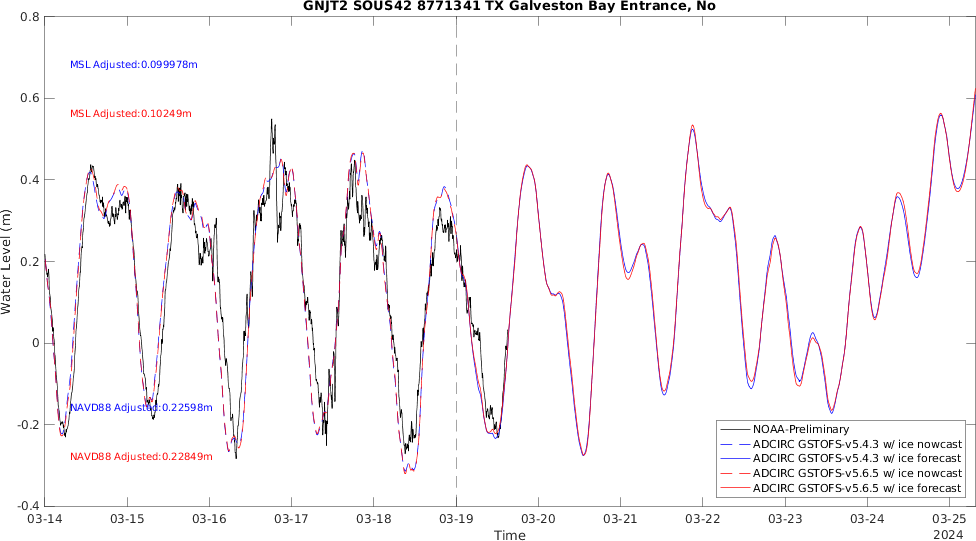 GNJT2 SOUS42 8771341 TX Galveston Bay Entrance, No
Water Level (m)
0.8
0.6
0.4
0.2
0
-0.2
-0.4
MSL Adjusted:0.099978m
MSL Adjusted:0.10249m
NAVD88 Adjusted:0.22598m
NAVD88 Adjusted:0.22849m
NOAA-Preliminary
ADCIRC GSTOFS-v5.4.3 w/ ice nowcast
ADCIRC GSTOFS-v5.4.3 w/ ice forecast
ADCIRC GSTOFS-v5.6.5 w/ ice nowcast
ADCIRC GSTOFS-v5.6.5 w/ ice forecast
03-14 03-15 03-16 03-17 03-18 03-19 03-20 03-21 03-22 03-23 03-24 03-25
2024
Time